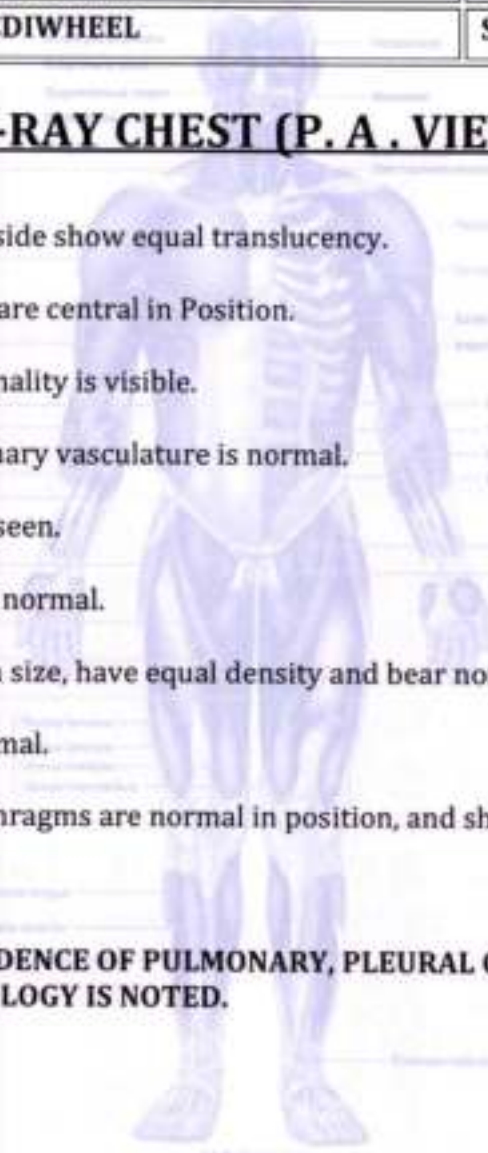 DIWHEEL S
-RAY CHEST (P. A . VIE
side show equal translucency.
are central in Position.
nality is visible.
nary vasculature is normal.
seen.
normal.
size, have equal density and bear no
mal.
hragms are normal in position, and sh
DENCE OF PULMONARY, PLEURAL
LOGY IS NOTED.